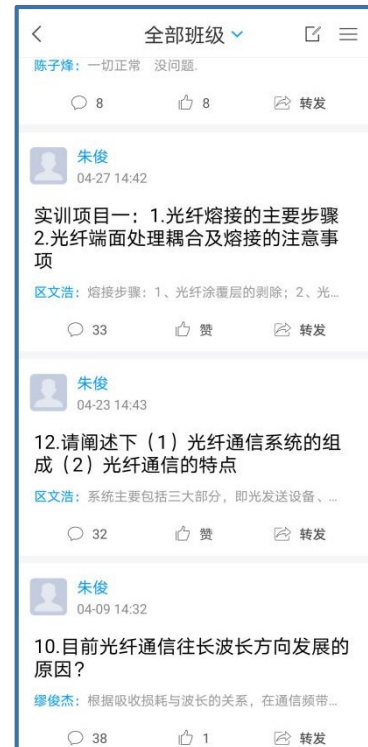 全部班级
陈子烽：一切正常 没问题.
8 8 转发
朱俊
04-27 14:42
实训项目一：1.光纤熔接的主要步骤
2.光纤端面处理耦合及熔接的注意事
项
区文浩：熔接步骤：1、光纤涂覆层的剥除；2、光...
33 赞 转发
朱俊
04-23 14:43
12.请阐述下（1）光纤通信系统的组
成（2）光纤通信的特点
区文浩：系统主要包括三大部分，即光发送设备、...
32 赞 转发
朱俊
04-09 14:32
10.目前光纤通信往长波长方向发展的
原因？
缪俊杰：根据吸收损耗与波长的关系，在通信频带...
38 1 转发